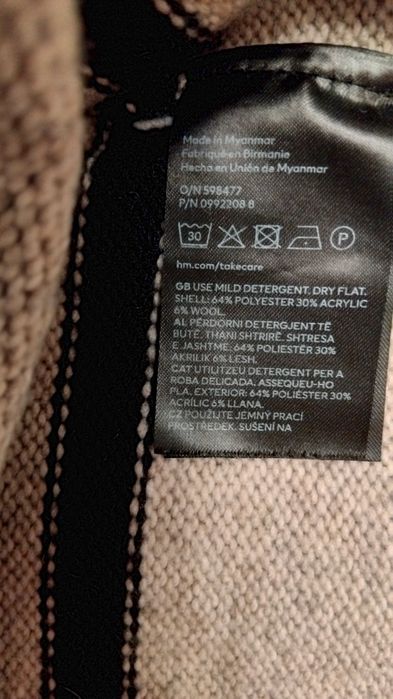 Made in Myanmar
Fabriqué en Birmanie
Hecho en Unión de Myanmar
O/N 598477
P/N 0992208 8
30
P
hm.com/takecare
GB USE MILD DETERGENT. DRY FLAT.
SHELL: 64% POLYESTER 30% ACRYLIC
6% WOOL.
AL PËRDORNI DETERGJENT TË
BUTË. THANI SHTRIRË. SHTRESA
E JASHTME: 64% POLIESTËR 30%
AKRILIK 6% LESH.
CAT UTILITZEU DETERGENT PER A
ROBA DELICADA. ASSEQUEU-HO
PLA. EXTERIOR: 64% POLIÈSTER 30%
ACRÍLIC 6% LLANA.
CZ POUŽIJTE JEMNÝ PRACÍ
PROSTŘEDEK. SUŠENÍ NA